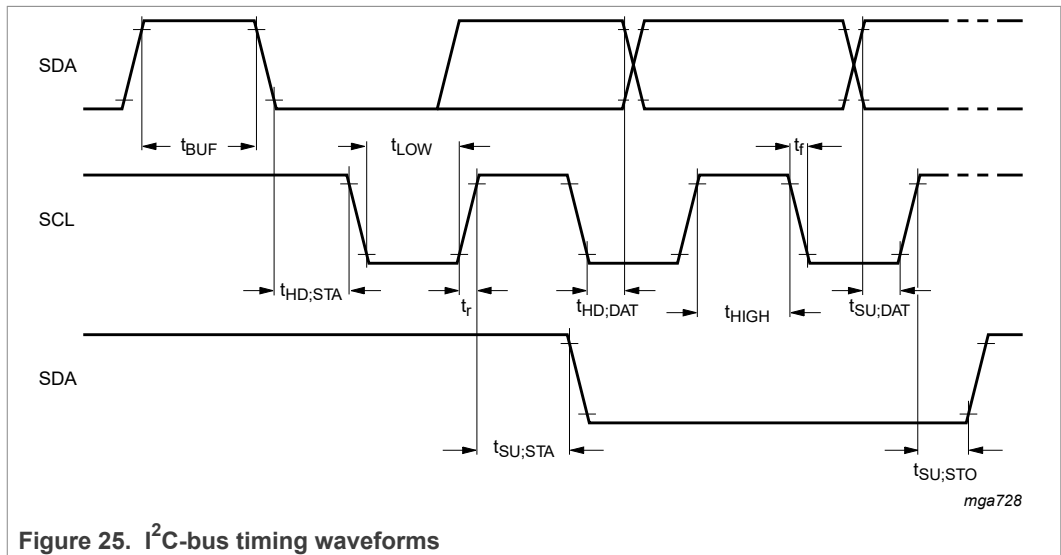 SDA
t_BUF
t_LOW
t_f
SCL
t_HD;STA
t_r
t_HD;DAT
t_HIGH
t_SU;DAT
SDA
t_SU;STA
t_SU;STO
mga728
Figure 25. I²C-bus timing waveforms